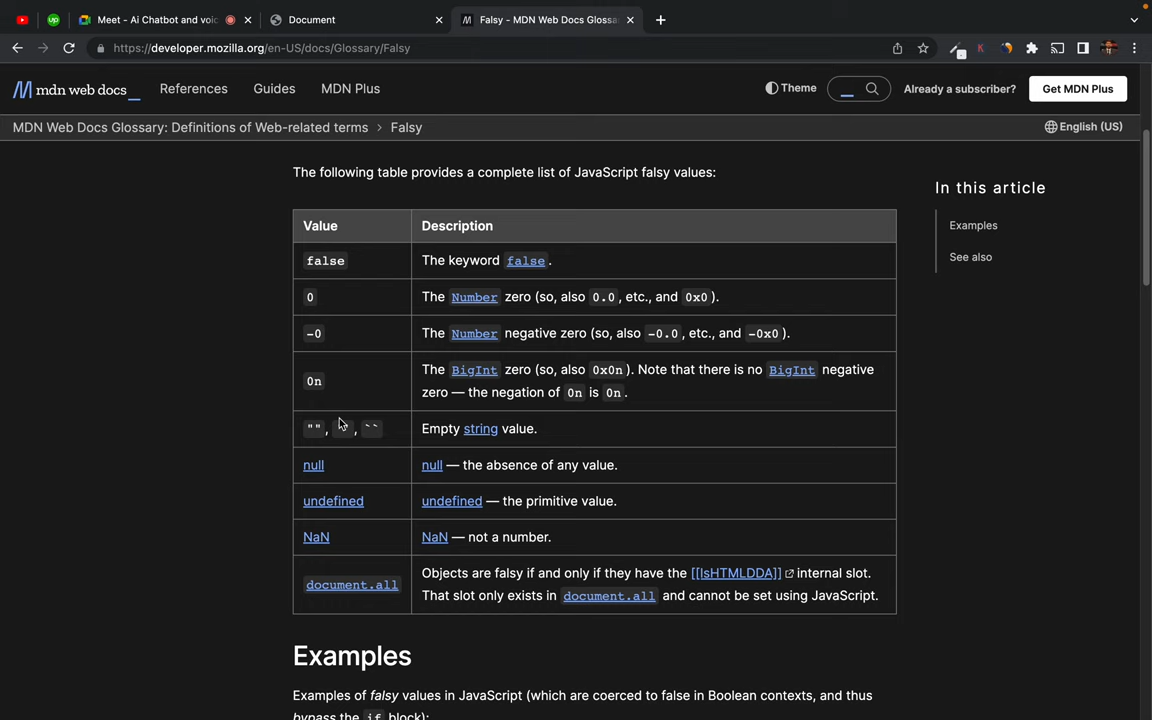 up Meet - Ai Chatbot and voic Document Falsy - MDN Web Docs Glossa
https://developer.mozilla.org/en-US/docs/Glossary/Falsy K
mdn web docs_ References Guides MDN Plus Theme Already a subscriber? Get MDN Plus
MDN Web Docs Glossary: Definitions of Web-related terms > Falsy English (US)
The following table provides a complete list of JavaScript falsy values:
In this article
Examples
See also
Value Description
false The keyword false.
0 The Number zero (so, also 0.0, etc., and 0x0).
-0 The Number negative zero (so, also -0.0, etc., and -0x0).
0n The BigInt zero (so, also 0x0n). Note that there is no BigInt negative
zero — the negation of 0n is 0n.
"", , `` Empty string value.
null null — the absence of any value.
undefined undefined — the primitive value.
NaN NaN — not a number.
document.all Objects are falsy if and only if they have the [[IsHTMLDDA]] internal slot.
That slot only exists in document.all and cannot be set using JavaScript.
Examples
Examples of falsy values in JavaScript (which are coerced to false in Boolean contexts, and thus
bypass the if block):